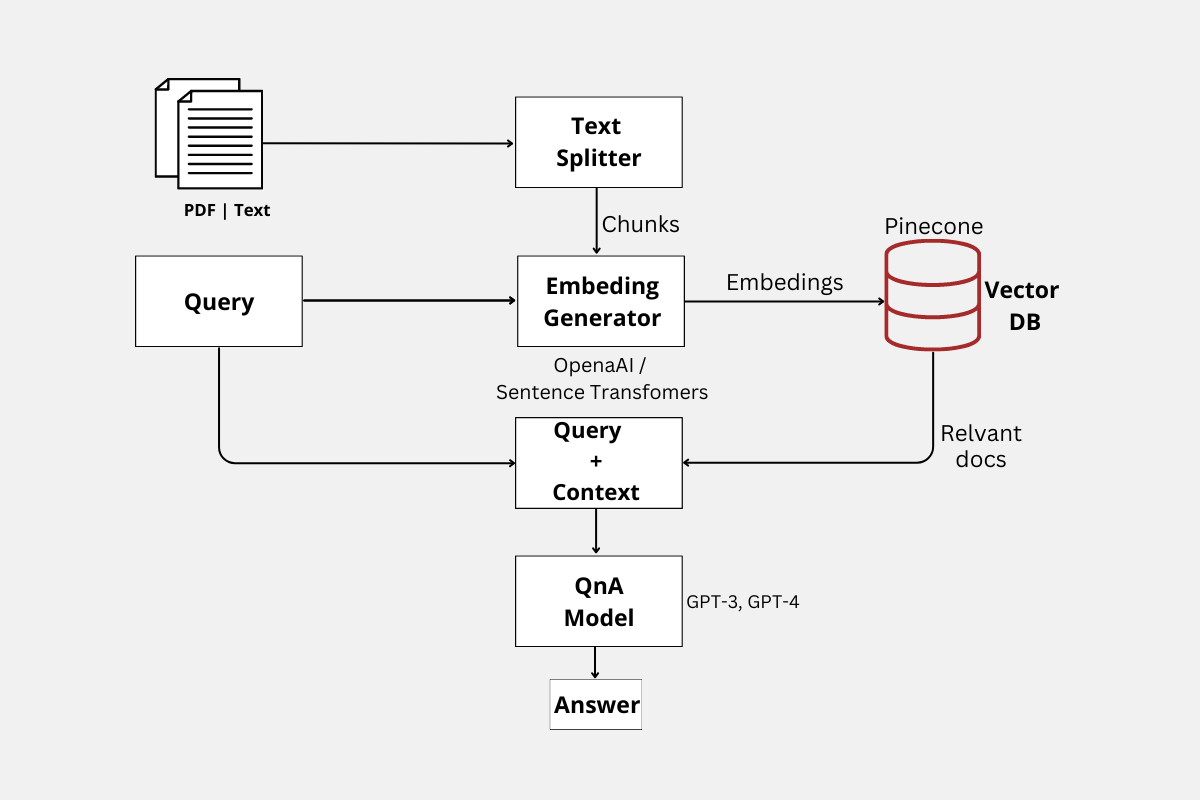 Text
Splitter
PDF | Text
Chunks
Pinecone
Query
Embeding
Generator
Embedings
Vector
DB
OpenaAI /
Sentence Transfomers
Query
+
Context
Relvant
docs
QnA
Model
GPT-3, GPT-4
Answer